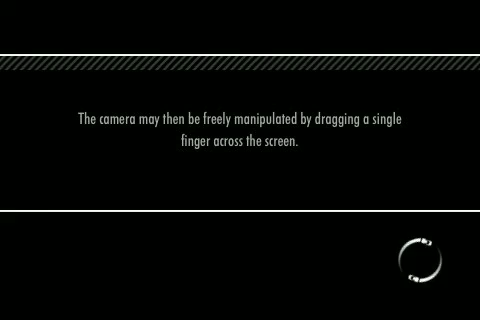 The camera may then be freely manipulated by dragging a single
finger across the screen.